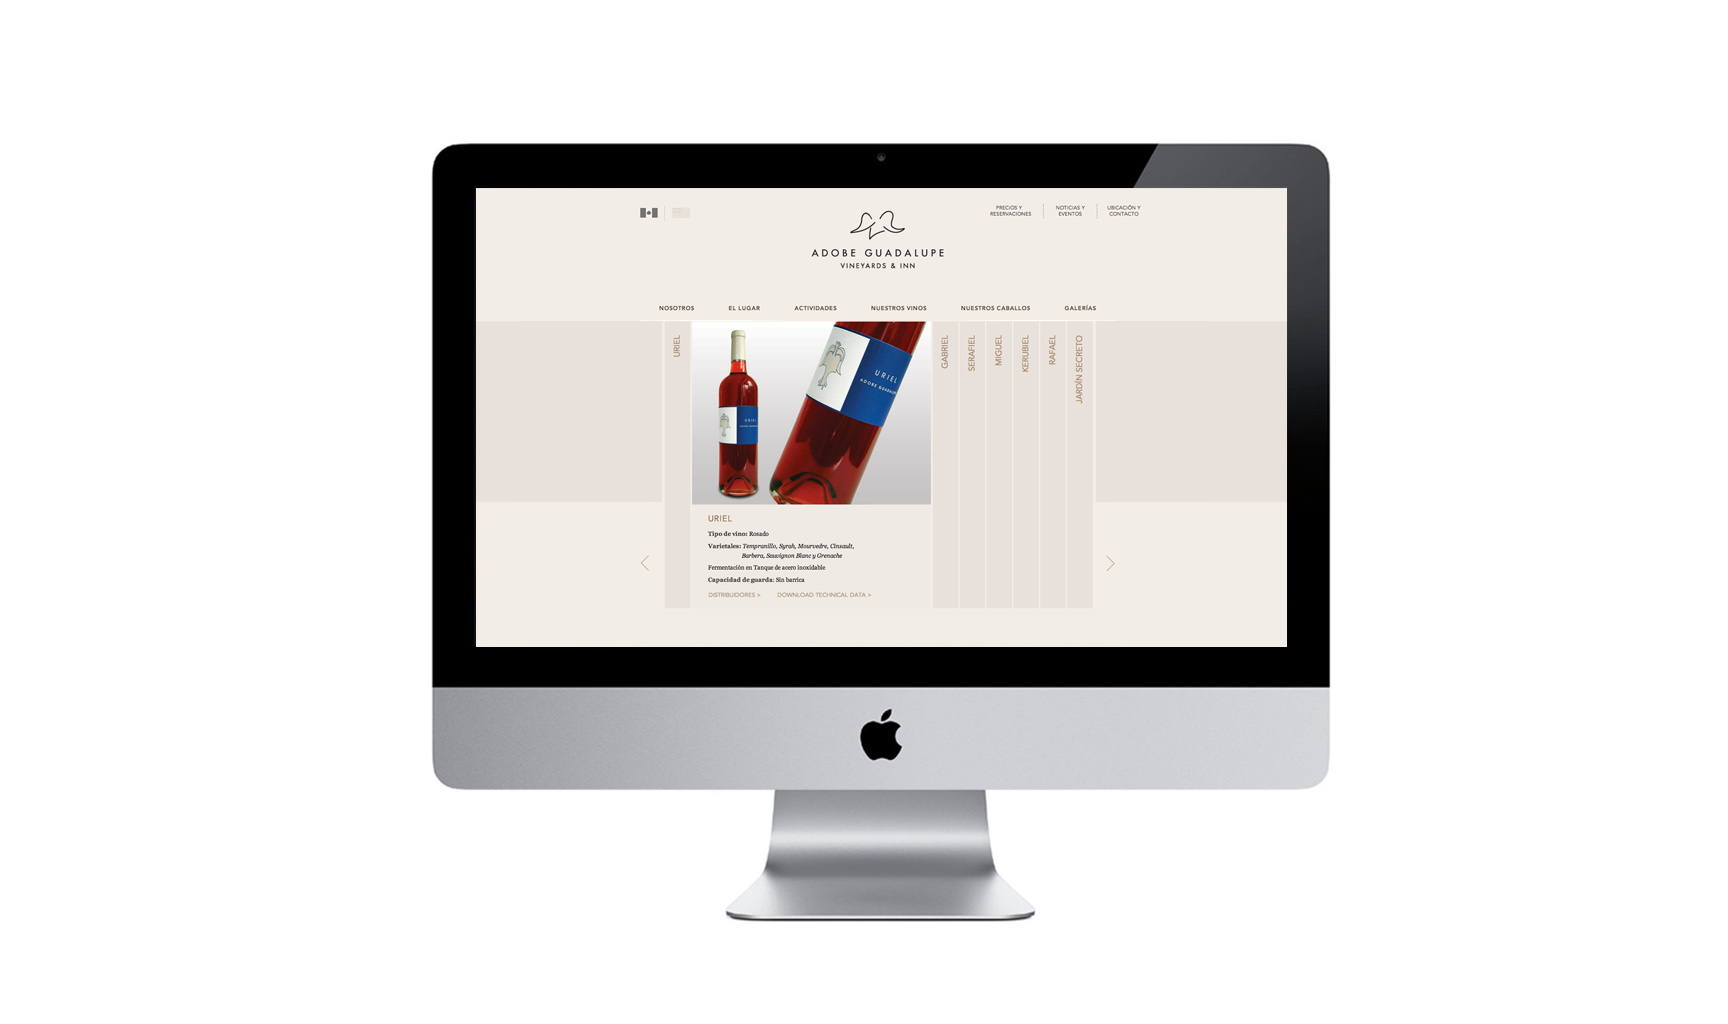 PRECIOS Y
RESERVACIONES
NOTICIAS Y
EVENTOS
UBICACIÓN Y
CONTACTO
ADOBE GUADALUPE
VINEYARDS & INN
NOSOTROS
EL LUGAR
ACTIVIDADES
NUESTROS VINOS
NUESTROS CABALLOS
GALERÍAS
URIEL
URIEL
ADOBE GUADALUPE
URIEL
GABRIEL
SERAFIEL
MIGUEL
KERUBIEL
RAFAEL
JARDÍN SECRETO
URIEL
Tipo de vino: Rosado
Varietales: Tempranillo, Syrah, Mourvedre, Cinsault,
Barbera, Sauvignon Blanc y Grenache
Fermentación en Tanque de acero inoxidable
Capacidad de guarda: Sin barrica
DISTRIBUIDORES >
DOWNLOAD TECHNICAL DATA >